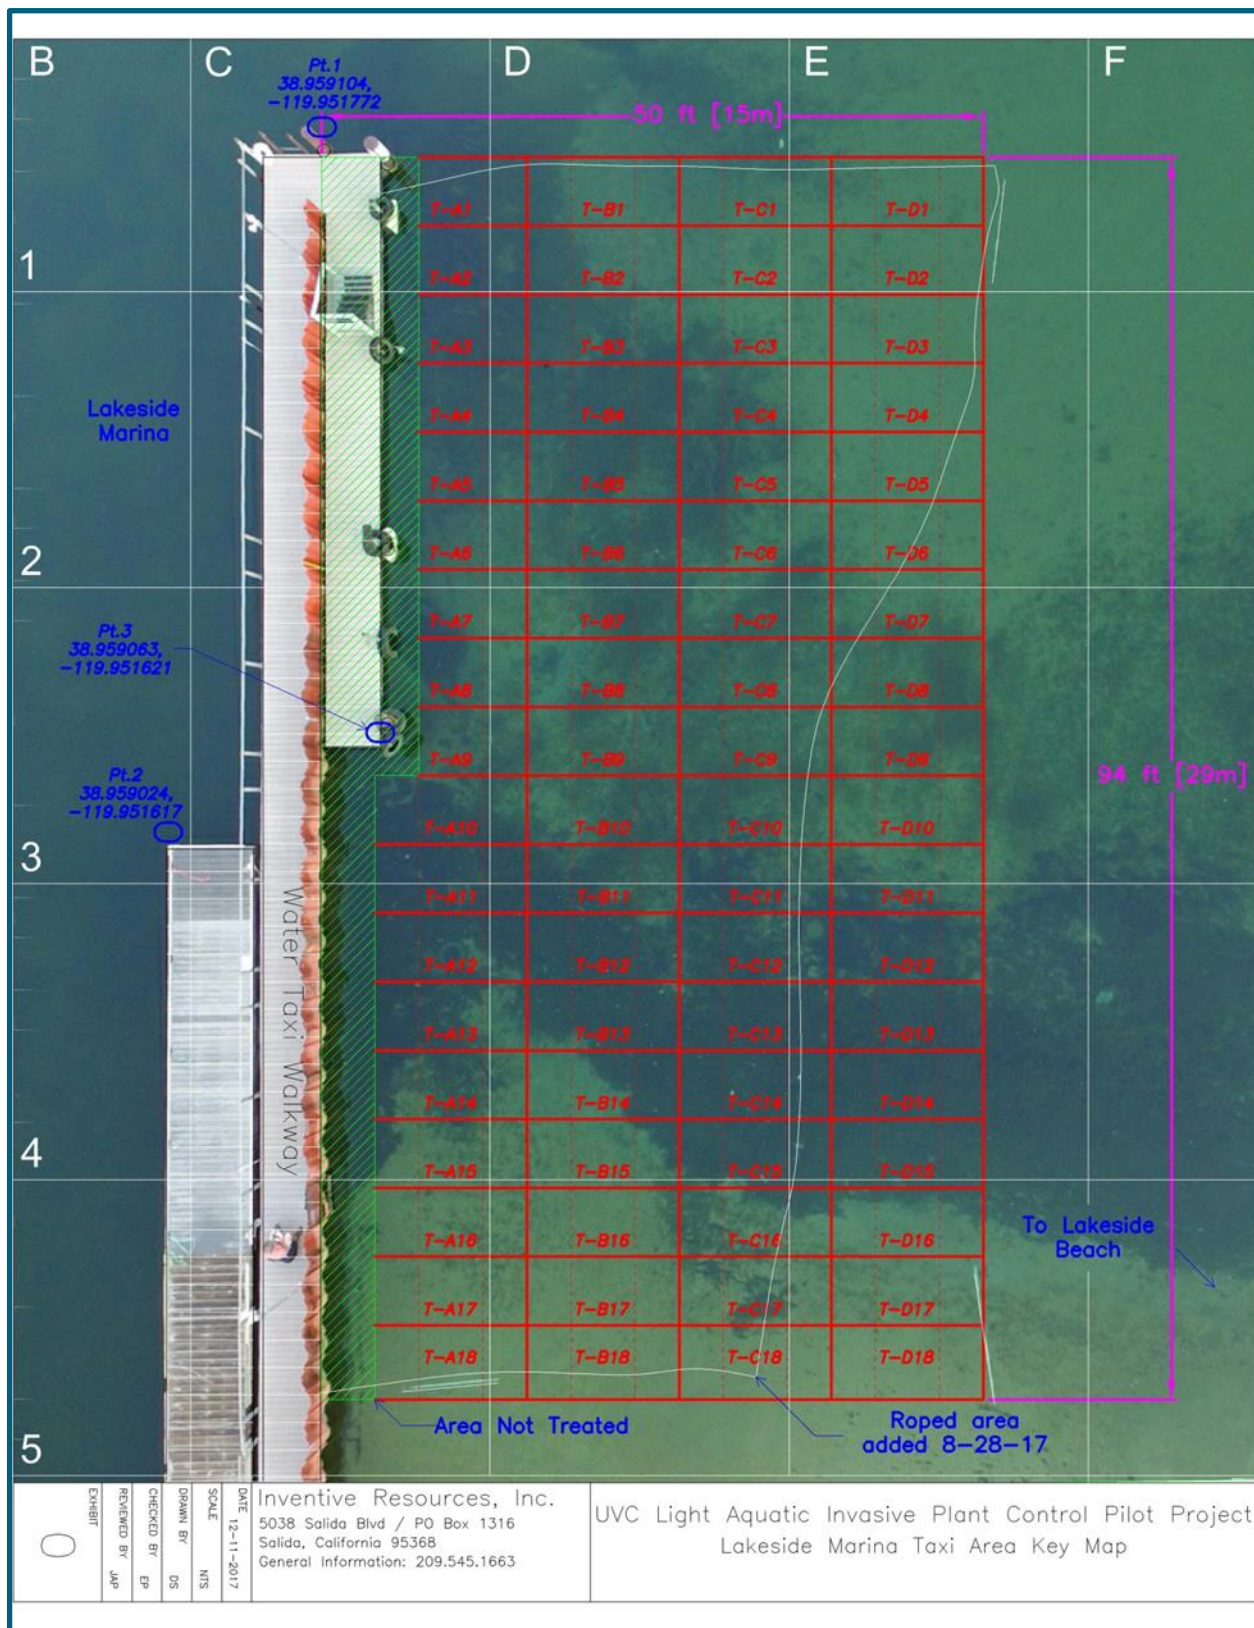 B
C
D
E
F
Pt.1
38.959104,
-119.951772
50 ft [15m]
T-A1
T-B1
T-C1
T-D1
1
T-A2
T-B2
T-C2
T-D2
T-A3
T-B3
T-C3
T-D3
Lakeside
Marina
T-A4
T-B4
T-C4
T-D4
T-A5
T-B5
T-C5
T-D5
2
T-A6
T-B6
T-C6
T-D6
Pt.3
38.959063,
-119.951621
T-A7
T-B7
T-C7
T-D7
T-A8
T-B8
T-C8
T-D8
T-A9
T-B9
T-C9
T-D9
94 ft [29m]
Pt.2
38.959024,
-119.951617
T-A10
T-B10
T-C10
T-D10
3
T-A11
T-B11
T-C11
T-D11
Water Taxi Walkway
T-A12
T-B12
T-C12
T-D12
T-A13
T-B13
T-C13
T-D13
T-A14
T-B14
T-C14
T-D14
4
T-A15
T-B15
T-C15
T-D15
T-A16
T-B16
T-C16
T-D16
To Lakeside
Beach
T-A17
T-B17
T-C17
T-D17
T-A18
T-B18
T-C18
T-D18
Area Not Treated
Roped area
added 8-28-17
5
EXHIBIT
REVIEWED BY JAP
CHECKED BY EP
DRAWN BY DS
SCALE NTS
DATE 12-11-2017
Inventive Resources, Inc.
5038 Salida Blvd / PO Box 1316
Salida, California 95368
General Information: 209.545.1663
UVC Light Aquatic Invasive Plant Control Pilot Project
Lakeside Marina Taxi Area Key Map